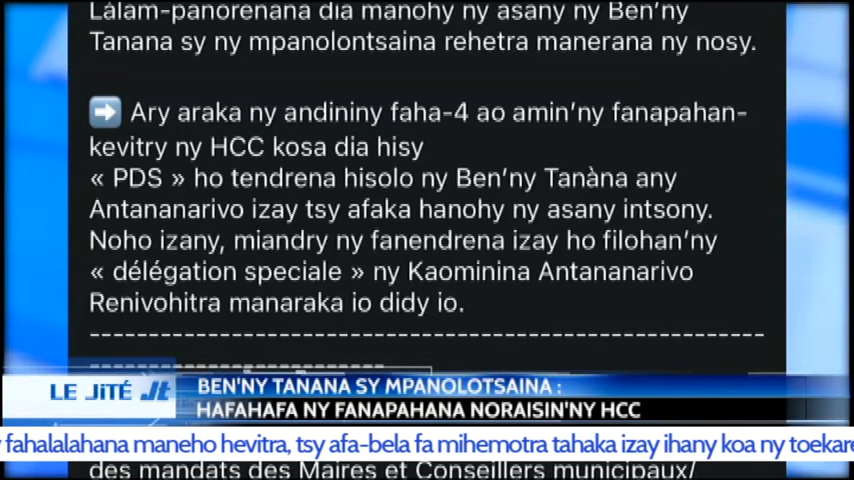 Làlam-panorenana dia manohy ny asany ny Ben'ny
Tanana sy ny mpanolontsaina rehetra manerana ny nosy.
➡ Ary araka ny andininy faha-4 ao amin'ny fanapahan-
kevitry ny HCC kosa dia hisy
« PDS » ho tendrena hisolo ny Ben'ny Tanàna any
Antananarivo izay tsy afaka hanohy ny asany intsony.
Noho izany, miandry ny fanendrena izay ho filohan'ny
« délégation speciale » ny Kaominina Antananarivo
Renivohitra manaraka io didy io.
LE JiTÉ Jt
BEN'NY TANANA SY MPANOLOTSAINA :
HAFAHAFA NY FANAPAHANA NORAISIN'NY HCC
fahalalahana maneho hevitra, tsy afa-bela fa mihemotra tahaka izay ihany koa ny toekare
des mandats des Maires et Conseillers municipaux/